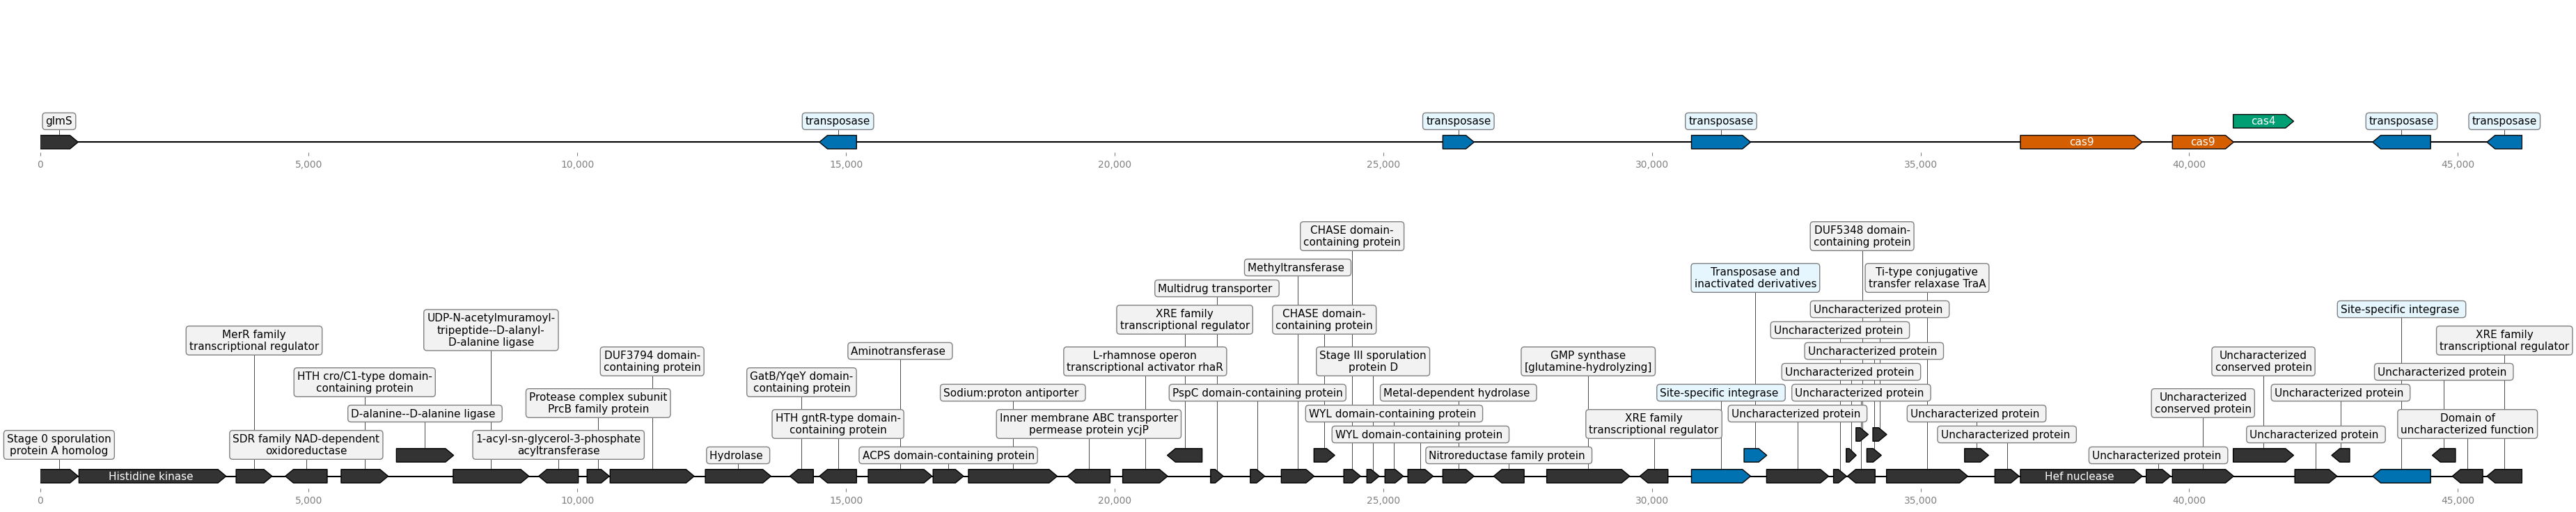 glmS
transposase
transposase
transposase
cas9
cas9
cas4
transposase
transposase
0
5,000
10,000
15,000
20,000
25,000
30,000
35,000
40,000
45,000
CHASE domain-
containing protein
DUF5348 domain-
containing protein
Methyltransferase
Transposase and
inactivated derivatives
Ti-type conjugative
transfer relaxase TraA
Multidrug transporter
UDP-N-acetylmuramoyl-
tripeptide--D-alanyl-
D-alanine ligase
XRE family
transcriptional regulator
CHASE domain-
containing protein
Uncharacterized protein
Site-specific integrase
MerR family
transcriptional regulator
Uncharacterized protein
XRE family
transcriptional regulator
DUF3794 domain-
containing protein
Aminotransferase
L-rhamnose operon
transcriptional activator rhaR
Stage III sporulation
protein D
GMP synthase
[glutamine-hydrolyzing]
Uncharacterized protein
Uncharacterized
conserved protein
HTH cro/C1-type domain-
containing protein
GatB/YqeY domain-
containing protein
Uncharacterized protein
Uncharacterized protein
Protease complex subunit
PrcB family protein
Sodium:proton antiporter
PspC domain-containing protein
Metal-dependent hydrolase
Site-specific integrase
Uncharacterized protein
Uncharacterized
conserved protein
Uncharacterized protein
D-alanine--D-alanine ligase
HTH gntR-type domain-
containing protein
Inner membrane ABC transporter
permease protein ycjP
WYL domain-containing protein
XRE family
transcriptional regulator
Uncharacterized protein
Uncharacterized protein
Domain of
uncharacterized function
Stage 0 sporulation
protein A homolog
SDR family NAD-dependent
oxidoreductase
1-acyl-sn-glycerol-3-phosphate
acyltransferase
WYL domain-containing protein
Uncharacterized protein
Uncharacterized protein
Hydrolase
ACPS domain-containing protein
Nitroreductase family protein
Uncharacterized protein
Histidine kinase
Hef nuclease
0
5,000
10,000
15,000
20,000
25,000
30,000
35,000
40,000
45,000